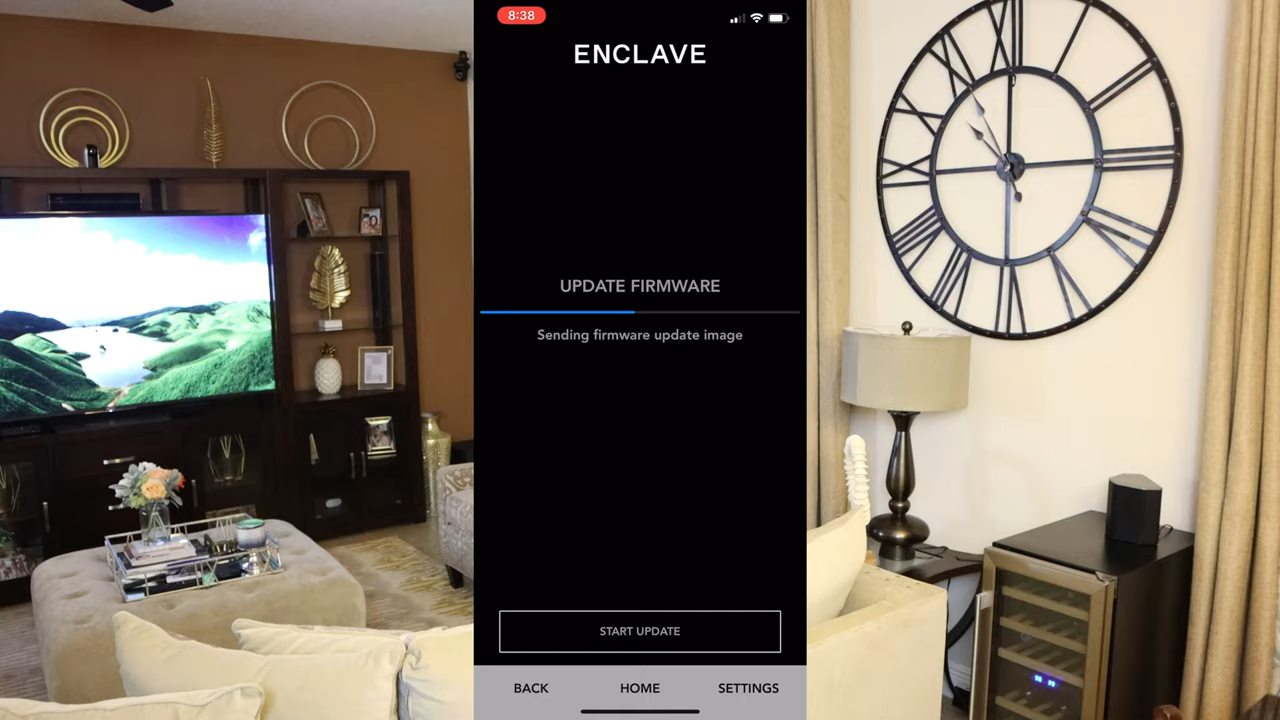 8:38
ENCLAVE
UPDATE FIRMWARE
Sending firmware update image
START UPDATE
BACK HOME SETTINGS